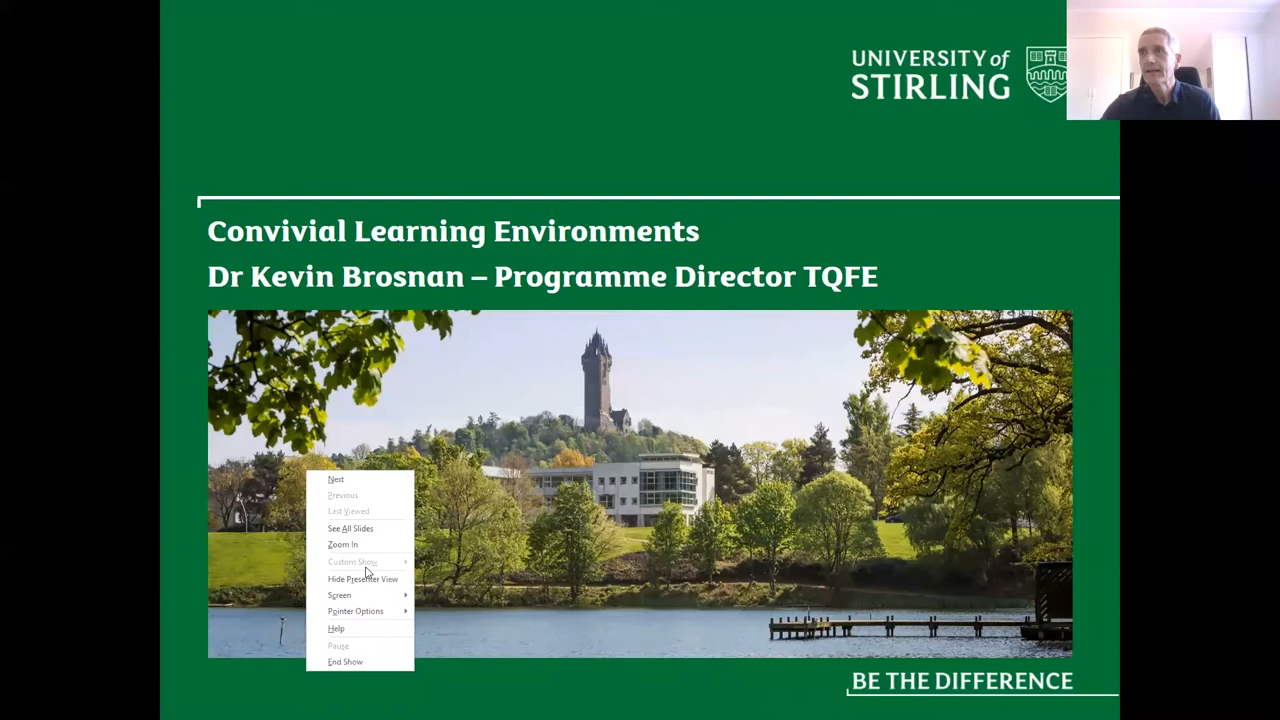 UNIVERSITY of
STIRLING
Convivial Learning Environments
Dr Kevin Brosnan – Programme Director TQFE
Next
Previous
Last Viewed
See All Slides
Zoom In
Custom Show
Hide Presenter View
Screen
Pointer Options
Help
Pause
End Show
BE THE DIFFERENCE